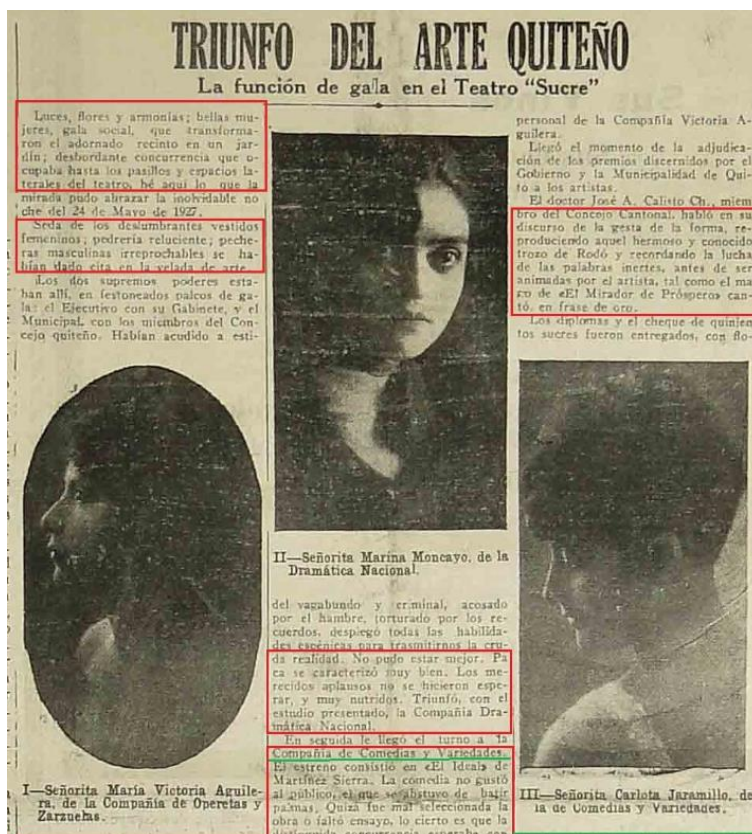 TRIUNFO DEL ARTE QUITEÑO
La función de gala en el Teatro "Sucre"
Luces, flores y armonías; bellas mu-
jeres, gala social, que transforma-
ron el adornado recinto en un jar-
dín; desbordante concurrencia que o-
cupaba hasta los pasillos y espacios la-
terales del teatro, hé aquí lo que la
mirada pudo abrazar la inolvidable no
che del 24 de Mayo de 1927.
Seda de los deslumbrantes vestidos
femeninos; pedrería reluciente; peche-
ras masculinas irreprochables se ha-
bían dado cita en la velada de arte.
Los dos supremos poderes esta-
ban allí, en festoneados palcos de ga-
la: el Ejecutivo con su Gabinete, y el
Municipal, con los miembros del Con-
cejo quiteño. Habían acudido a esti-
I—Señorita María Victoria Aguile-
ra, de la Compañía de Operetas y
Zarzuelas.
II—Señorita Marina Moncayo, de la
Dramática Nacional.
del vagabundo y criminal, acosado
por el hambre, torturado por los re-
cuerdos, desplegó todas las habilida-
des escénicas para trasmitirnos la cru-
da realidad. No pudo estar mejor. Pa
ca se caracterizó muy bien. Los me-
recidos aplausos no se hicieron espe-
rar, y muy nutridos. Triunfó, con el
estudio presentado, la Compañía Dra-
mática Nacional.
En seguida le llegó el turno a la
Compañía de Comedias y Variedades.
El estreno consistió en «El Ideal» de
Martínez Sierra. La comedia no gustó
al público, el que se abstuvo de batir
palmas. Quizá fue mal seleccionada la
obra o faltó ensayo, lo cierto es que la
distinguida concurrencia esperaba con
personal de la Compañía Victoria A-
guilera.
Llegó el momento de la adjudica-
ción de los premios discernidos por el
Gobierno y la Municipalidad de Qui-
to a los artistas.
El doctor José A. Calisto Ch., miem
bro del Concejo Cantonal, habló en su
discurso de la gesta de la forma, re-
produciendo aquel hermoso y conocido
trozo de Rodó y recordando la lucha
de las palabras inertes, antes de ser
animadas por el artista, tal como el ma
go de «El Mirador de Próspero» can-
tó, en frase de oro.
Los diplomas y el cheque de quinien
tos sucres fueron entregados, con flo-
III—Señorita Carlota Jaramillo, de
la de Comedias y Variedades.